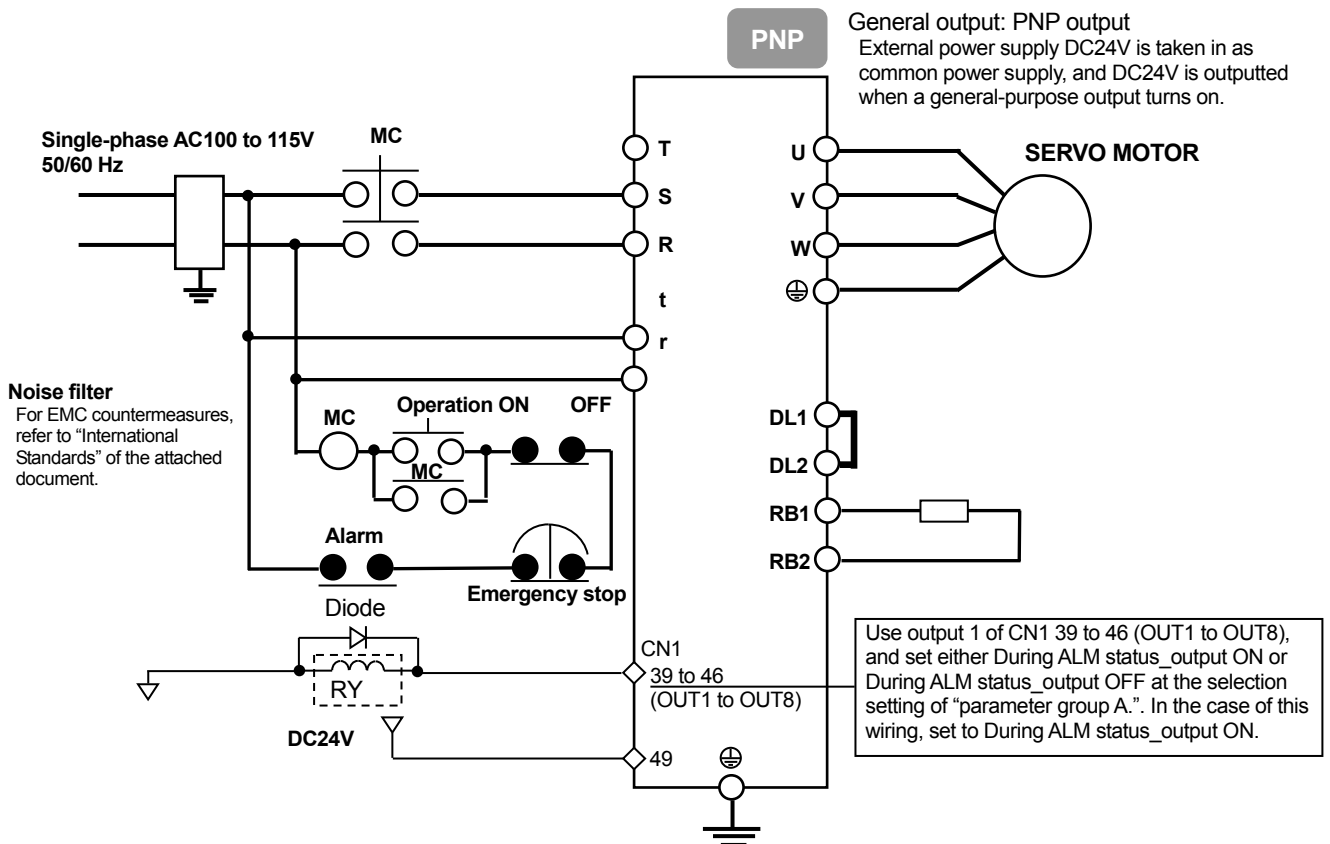 PNP
General output: PNP output
External power supply DC24V is taken in as
common power supply, and DC24V is outputted
when a general-purpose output turns on.
Single-phase AC100 to 115V
50/60 Hz
MC
T
S
R
t
r
U
V
W
SERVO MOTOR
Noise filter
For EMC countermeasures,
refer to “International
Standards” of the attached
document.
MC
Operation ON
OFF
MC
DL1
DL2
RB1
RB2
Alarm
Emergency stop
Diode
RY
DC24V
CN1
39 to 46
(OUT1 to OUT8)
49
Use output 1 of CN1 39 to 46 (OUT1 to OUT8),
and set either During ALM status_output ON or
During ALM status_output OFF at the selection
setting of “parameter group A.”. In the case of this
wiring, set to During ALM status_output ON.